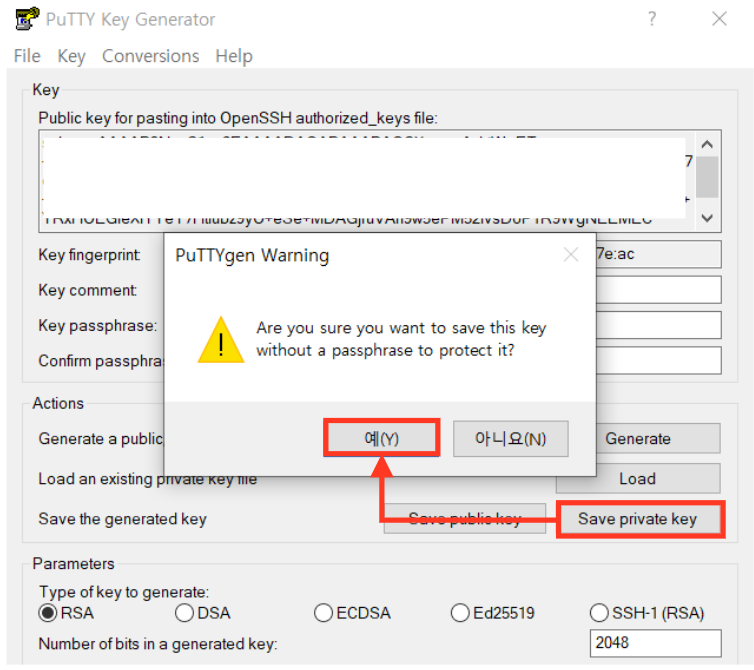 PuTTY Key Generator
File Key Conversions Help
Key
Public key for pasting into OpenSSH authorized_keys file:
7
+
Key fingerprint: 7e:ac
Key comment:
PuTTYgen Warning
Are you sure you want to save this key
without a passphrase to protect it?
예(Y) 아니요(N)
Key passphrase:
Confirm
Actions
Generate a public Generate
Load an existing private key file Load
Save the generated key Save public key Save private key
Parameters
Type of key to generate:
RSA DSA ECDSA Ed25519 SSH-1 (RSA)
Number of bits in a generated key: 2048